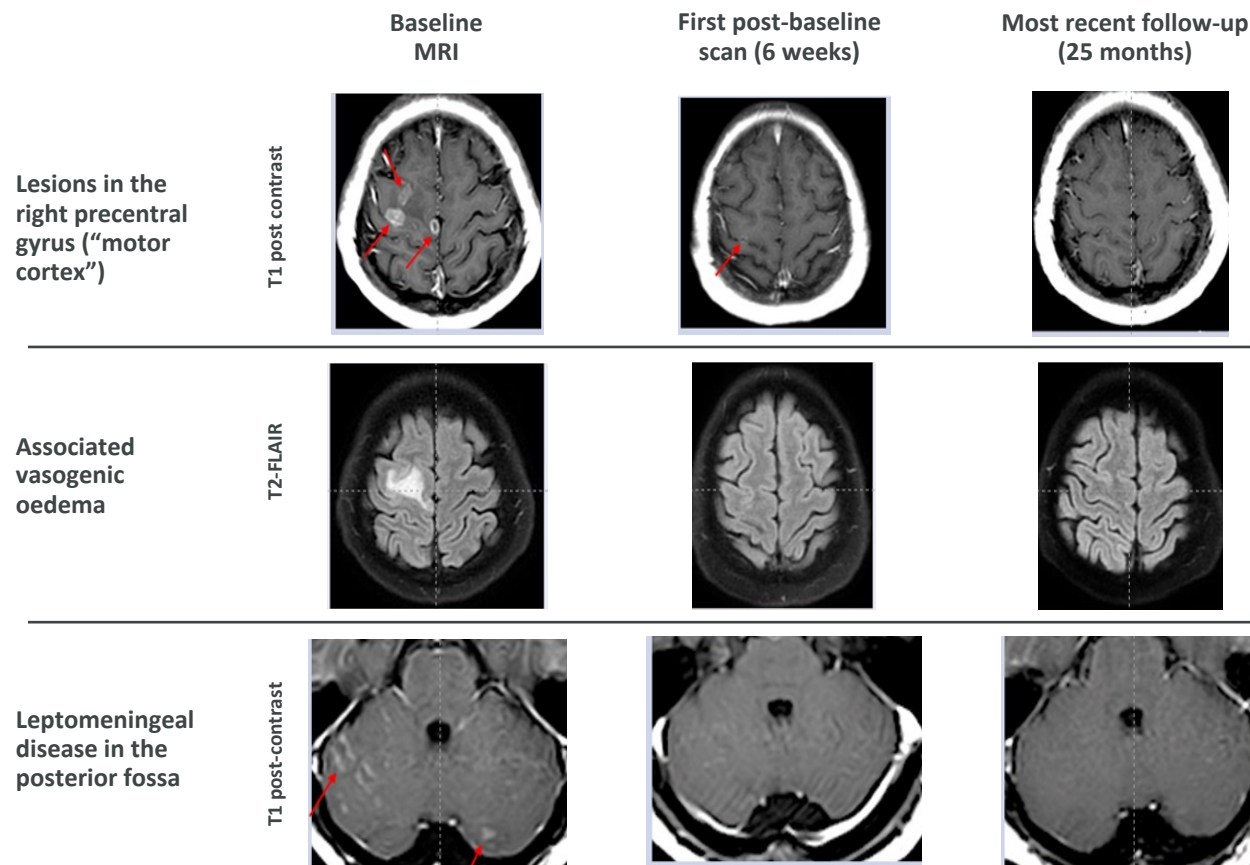 Baseline
MRI
First post-baseline
scan (6 weeks)
Most recent follow-up
(25 months)
Lesions in the
right precentral
gyrus (“motor
cortex”)
T1 post contrast
Associated
vasogenic
oedema
T2-FLAIR
Leptomeningeal
disease in the
posterior fossa
T1 post-contrast